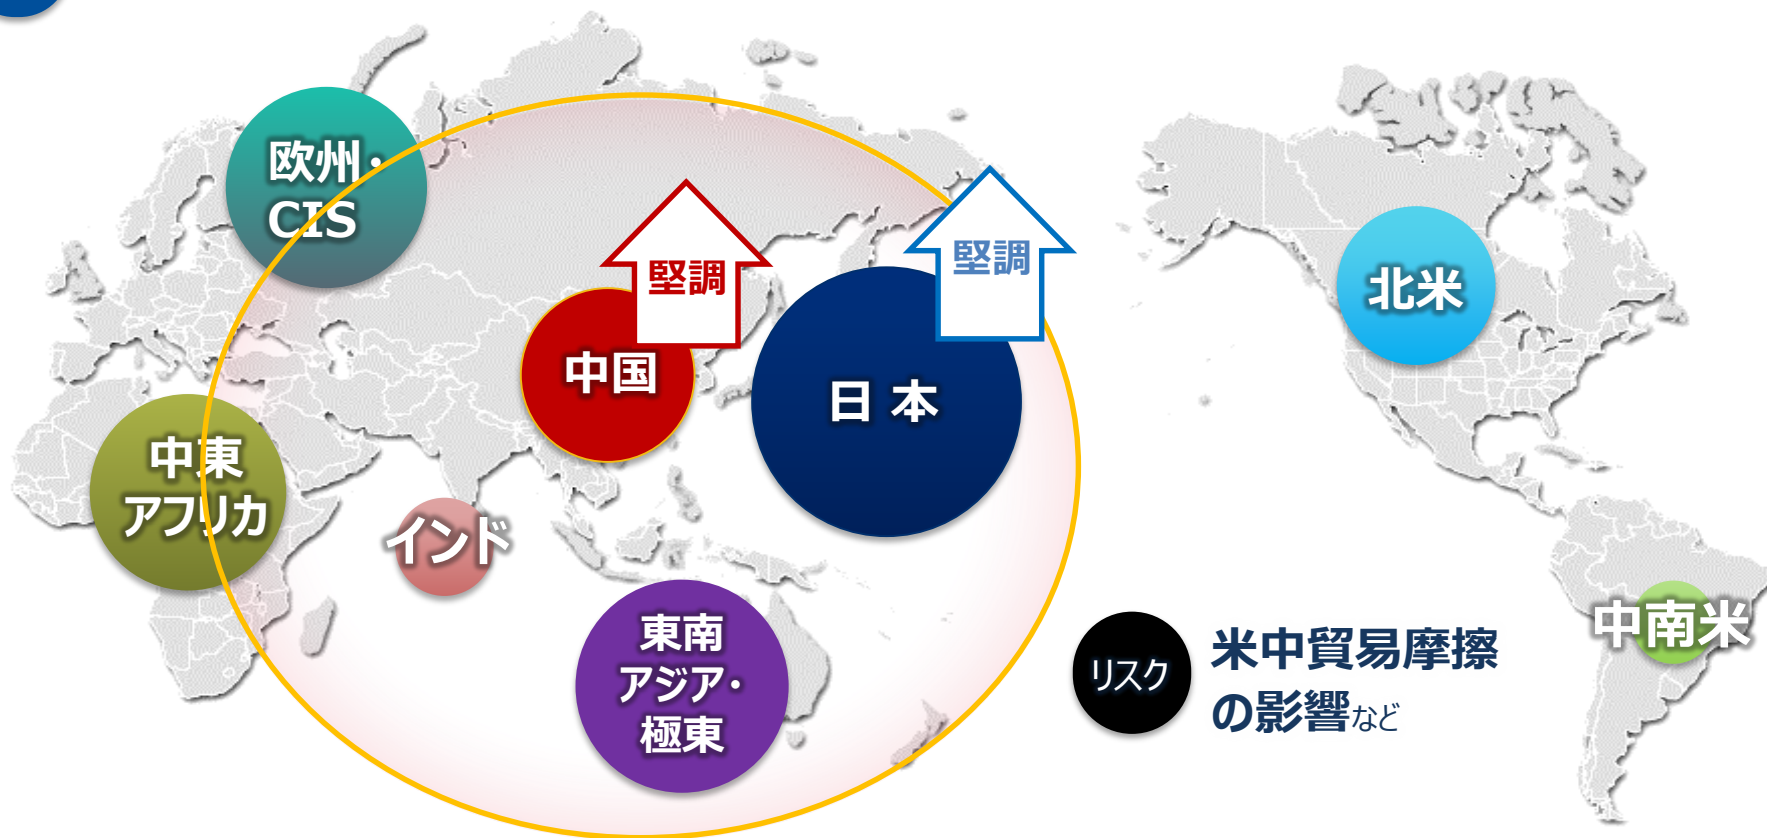 欧州・
CIS
堅調
堅調
北米
中国
日 本
中東
アフリカ
インド
東南
アジア・
極東
リスク
米中貿易摩擦
の影響など
中南米